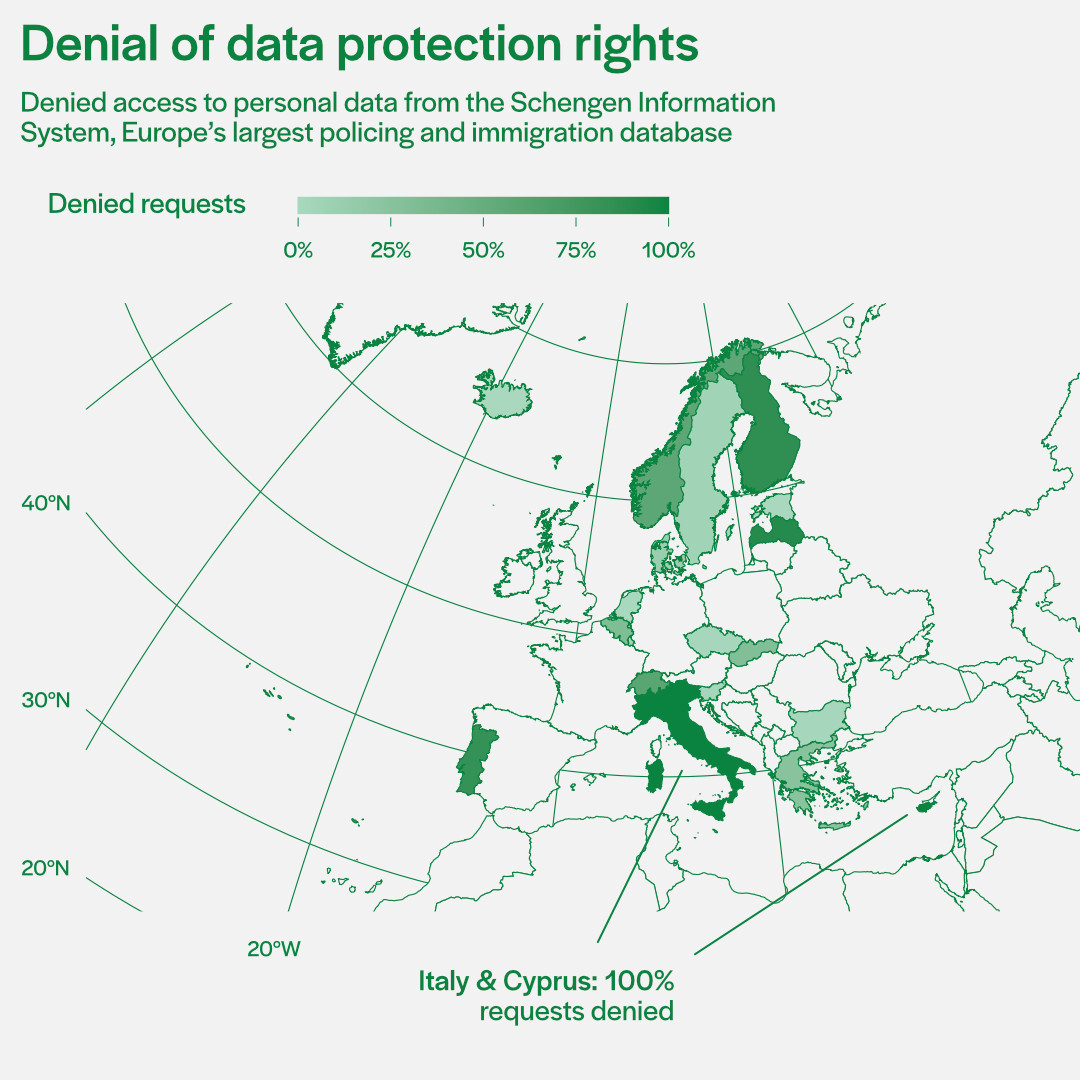 Denial of data protection rights
Denied access to personal data from the Schengen Information
System, Europe’s largest policing and immigration database
Denied requests
0% 25% 50% 75% 100%
40°N
30°N
20°N
20°W
Italy & Cyprus: 100%
requests denied